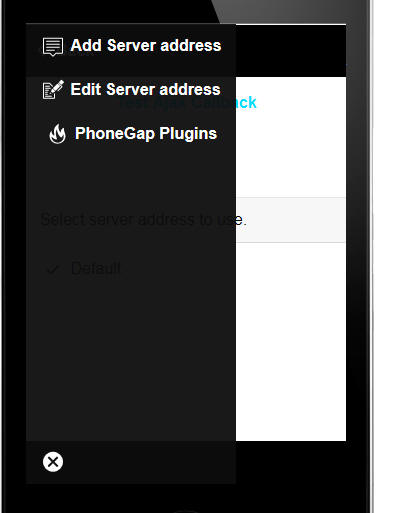 Add Server address
Edit Server address
Test Ajax Callback
PhoneGap Plugins
Select server address to use.
Default